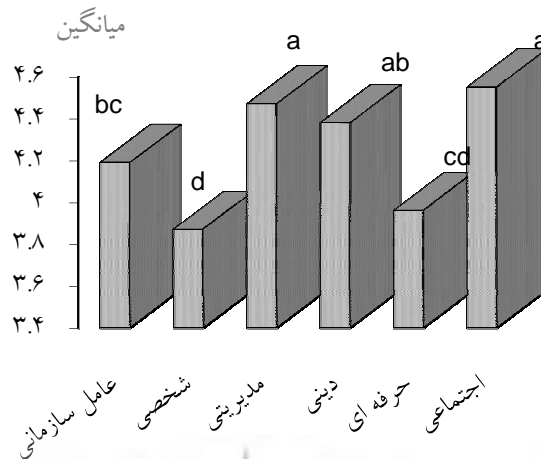 میانگین
۴.۶
۴.۴
۴.۲
۴
۳.۸
۳.۶
۳.۴
bc
d
a
ab
cd
a
عامل سازمانی
شخصی
مدیریتی
دینی
حرفه ای
اجتماعی